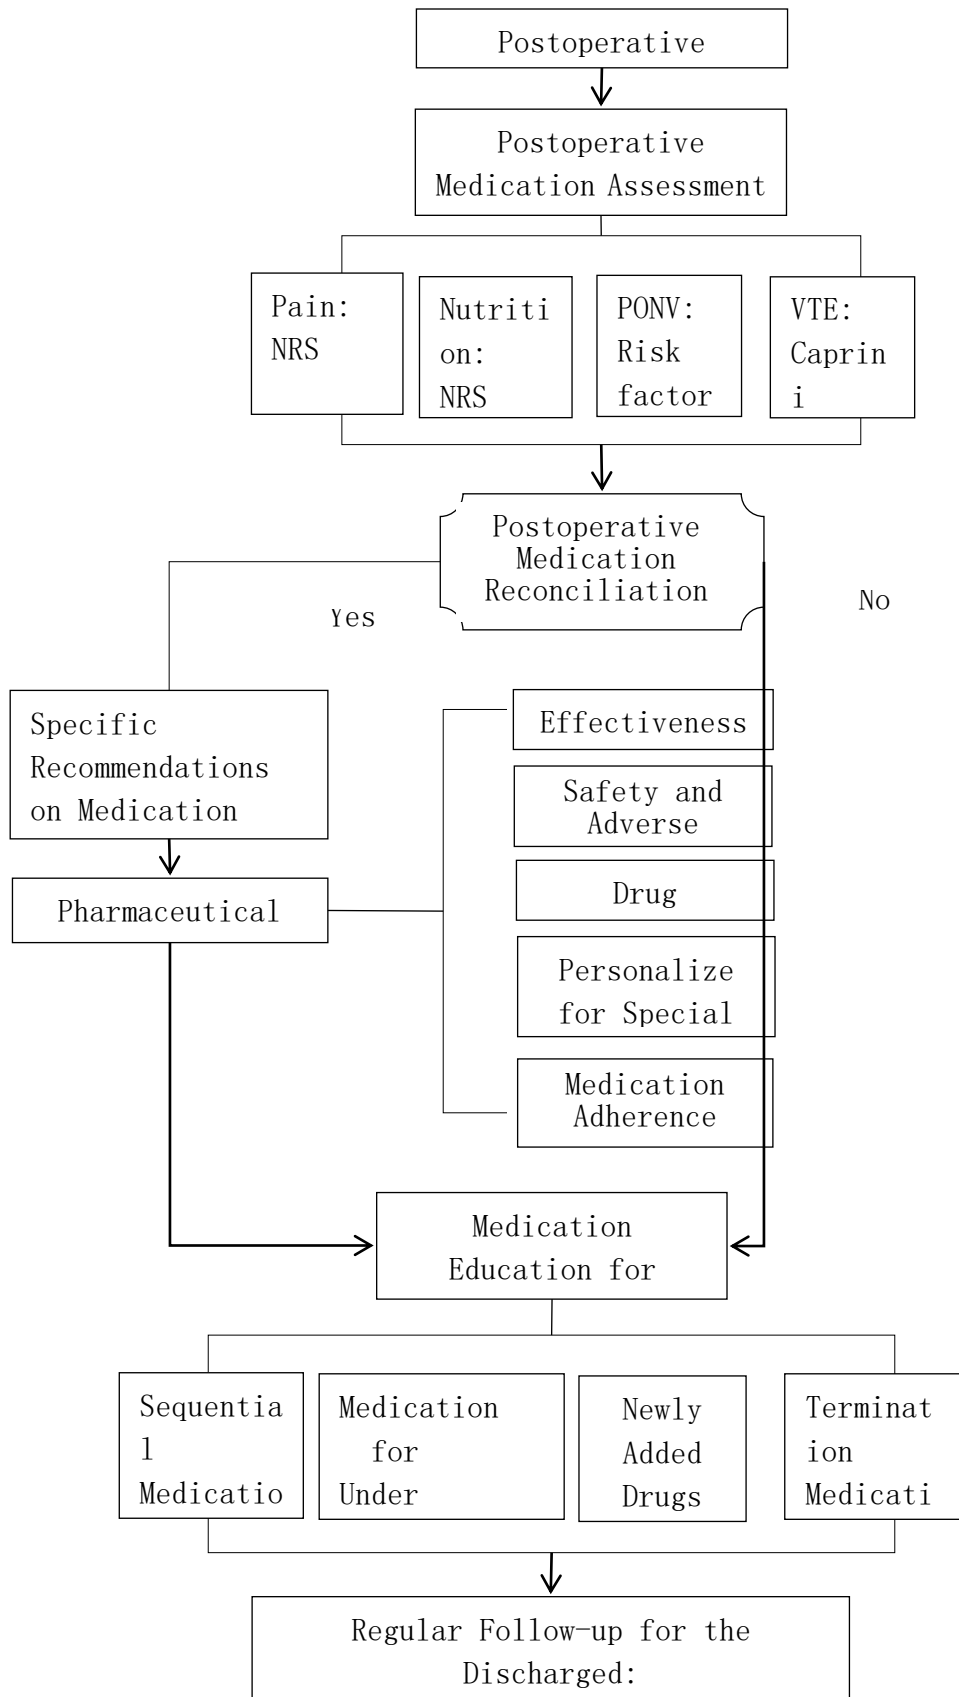 Postoperative
Postoperative
Medication Assessment
Pain:
NRS
Nutriti
on:
NRS
PONV:
Risk
factor
VTE:
Caprin
i
Postoperative
Medication
Reconciliation
Yes
No
Specific
Recommendations
on Medication
Pharmaceutical
Effectiveness
Safety and
Adverse
Drug
Personalize
for Special
Medication
Adherence
Medication
Education for
Sequentia
l
Medicatio
Medication
for
Under
Newly
Added
Drugs
Terminat
ion
Medicati
Regular Follow-up for the
Discharged: